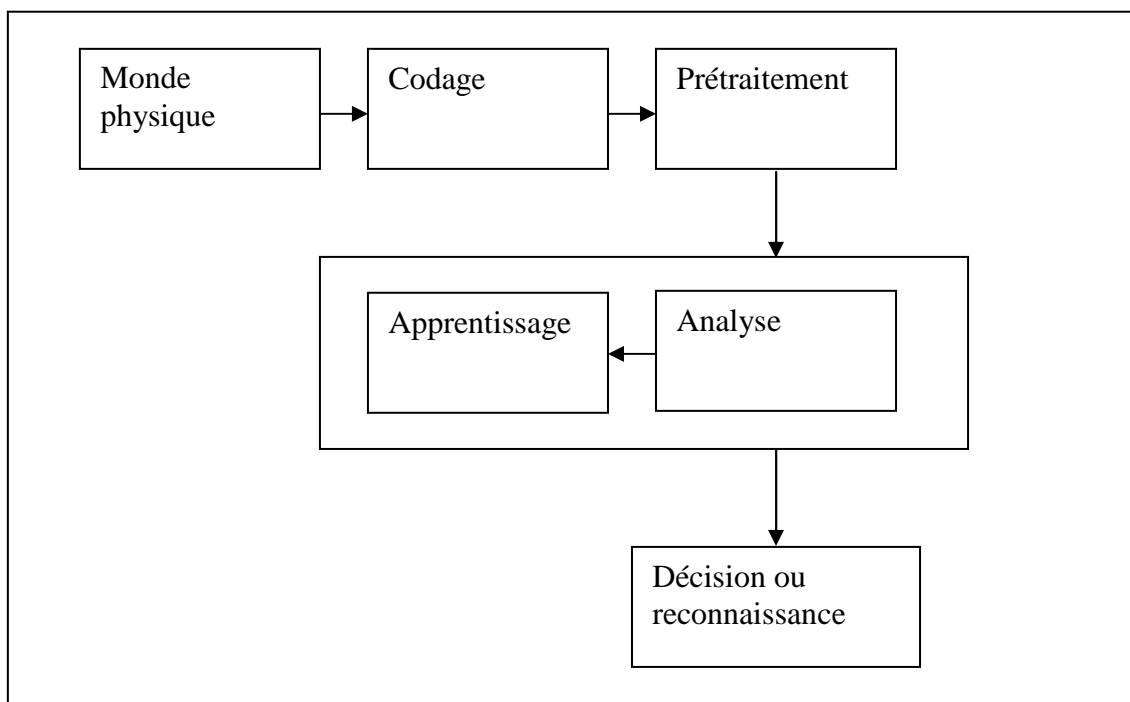 Monde
physique
Codage
Prétraitement
Apprentissage
Analyse
Décision ou
reconnaissance